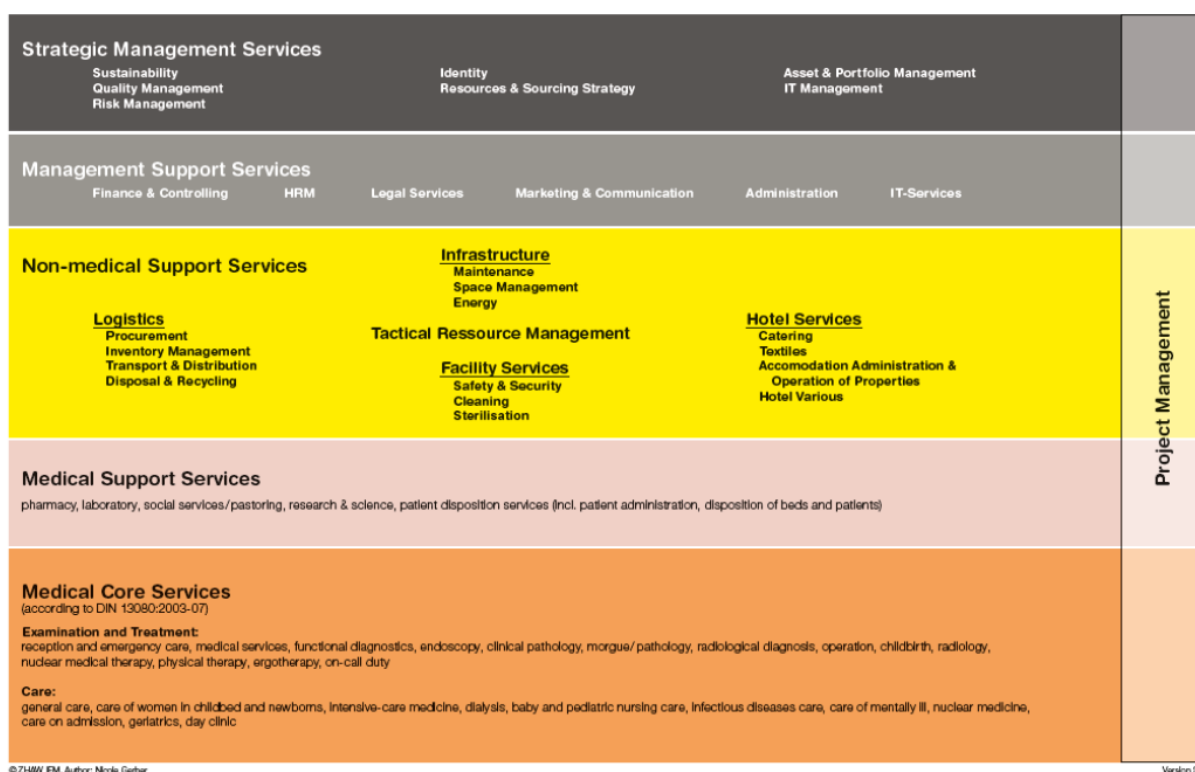 Strategic Management Services
Sustainability
Quality Management
Risk Management
Identity
Resources & Sourcing Strategy
Asset & Portfolio Management
IT Management
Management Support Services
Finance & Controlling HRM Legal Services Marketing & Communication Administration IT-Services
Non-medical Support Services
Logistics
Procurement
Inventory Management
Transport & Distribution
Disposal & Recycling
Infrastructure
Maintenance
Space Management
Energy
Tactical Ressource Management
Facility Services
Safety & Security
Cleaning
Sterilisation
Hotel Services
Catering
Textiles
Accomodation Administration &
Operation of Properties
Hotel Various
Medical Support Services
pharmacy, laboratory, social services/pastoring, research & science, patient disposition services (incl. patient administration, disposition of beds and patients)
Medical Core Services
(according to DIN 13080:2003-07)
Examination and Treatment:
reception and emergency care, medical services, functional diagnostics, endoscopy, clinical pathology, morgue/pathology, radiological diagnosis, operation, childbirth, radiology,
nuclear medical therapy, physical therapy, ergotherapy, on-call duty
Care:
general care, care of women in childbed and newborns, intensive-care medicine, dialysis, baby and pediatric nursing care, infectious diseases care, care of mentally ill, nuclear medicine,
care on admission, geriatrics, day clinic
Project Management
© ZHAW IFM, Author: Nicole Gerber
Version